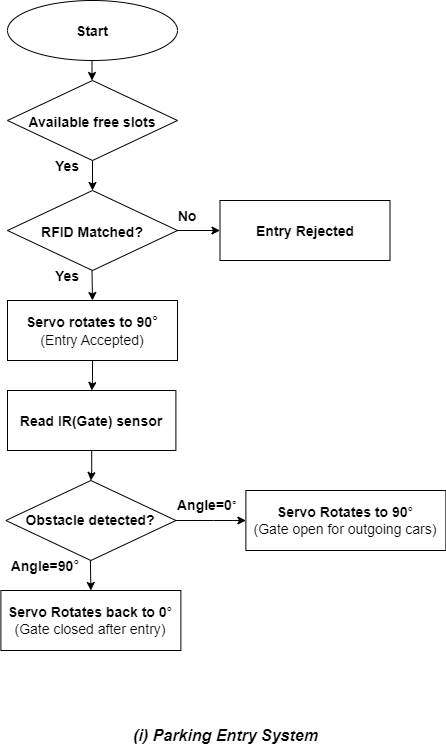 Start
Available free slots
Yes
RFID Matched?
No
Entry Rejected
Yes
Servo rotates to 90°
(Entry Accepted)
Read IR(Gate) sensor
Obstacle detected?
Angle=0°
Servo Rotates to 90°
(Gate open for outgoing cars)
Angle=90°
Servo Rotates back to 0°
(Gate closed after entry)
(i) Parking Entry System